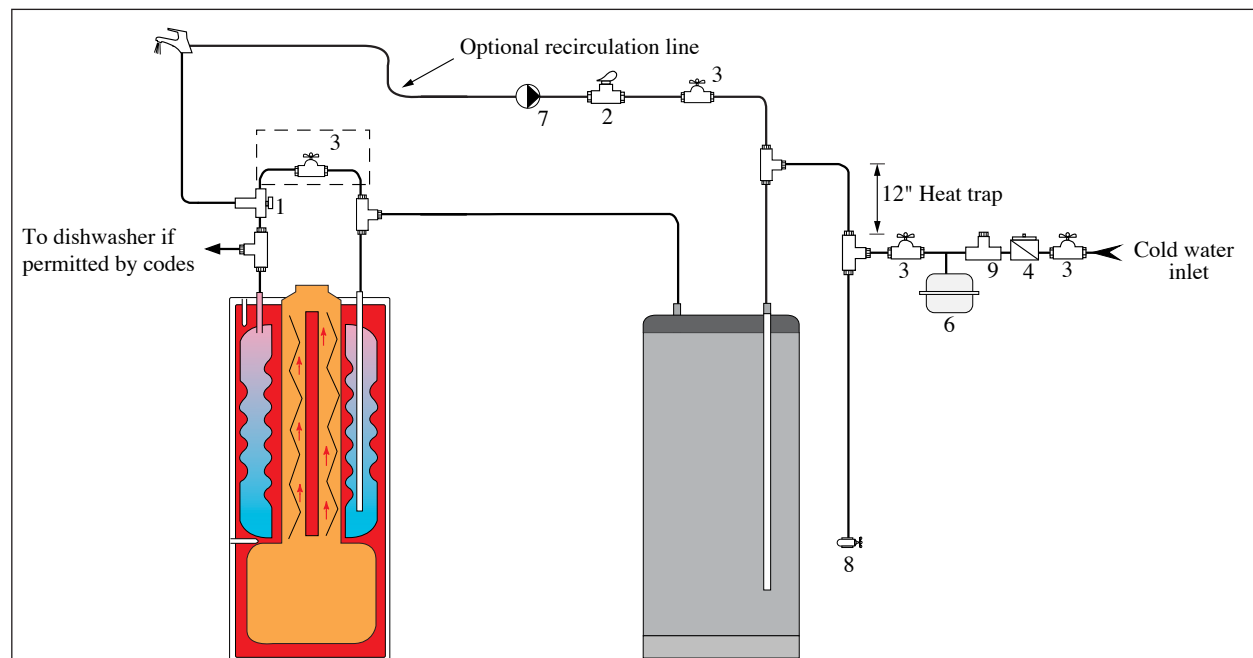 Optional recirculation line
3
7
2
3
1
12" Heat trap
To dishwasher if
permitted by codes
Cold water
inlet
3
9
4
3
6
8